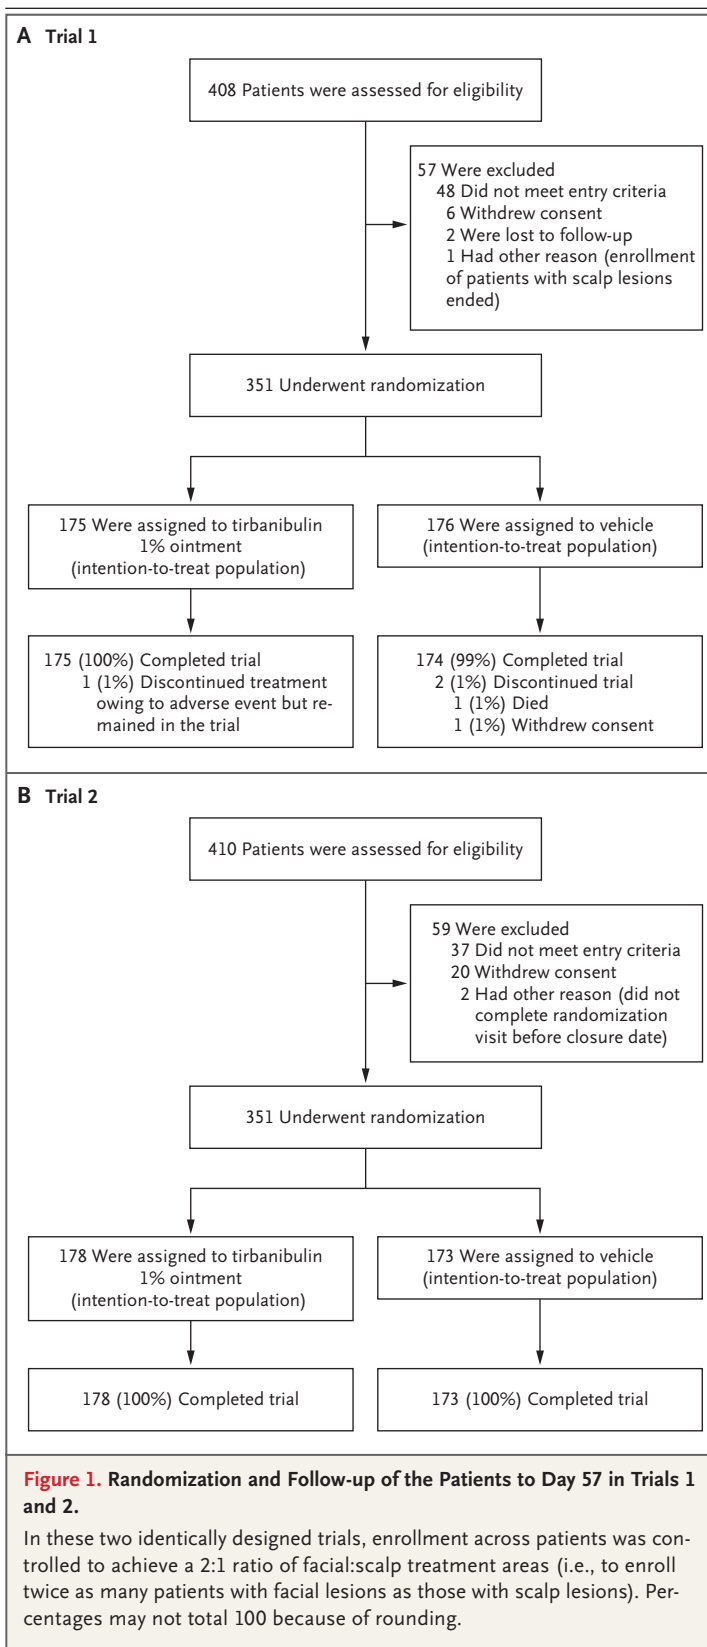 A Trial 1
408 Patients were assessed for eligibility
57 Were excluded
48 Did not meet entry criteria
6 Withdrew consent
2 Were lost to follow-up
1 Had other reason (enrollment
of patients with scalp lesions
ended)
351 Underwent randomization
175 Were assigned to tirbanibulin
1% ointment
(intention-to-treat population)
176 Were assigned to vehicle
(intention-to-treat population)
175 (100%) Completed trial
1 (1%) Discontinued treatment
owing to adverse event but re-
mained in the trial
174 (99%) Completed trial
2 (1%) Discontinued trial
1 (1%) Died
1 (1%) Withdrew consent
B Trial 2
410 Patients were assessed for eligibility
59 Were excluded
37 Did not meet entry criteria
20 Withdrew consent
2 Had other reason (did not
complete randomization
visit before closure date)
351 Underwent randomization
178 Were assigned to tirbanibulin
1% ointment
(intention-to-treat population)
173 Were assigned to vehicle
(intention-to-treat population)
178 (100%) Completed trial
173 (100%) Completed trial
Figure 1. Randomization and Follow-up of the Patients to Day 57 in Trials 1
and 2.
In these two identically designed trials, enrollment across patients was con-
trolled to achieve a 2:1 ratio of facial:scalp treatment areas (i.e., to enroll
twice as many patients with facial lesions as those with scalp lesions). Per-
centages may not total 100 because of rounding.